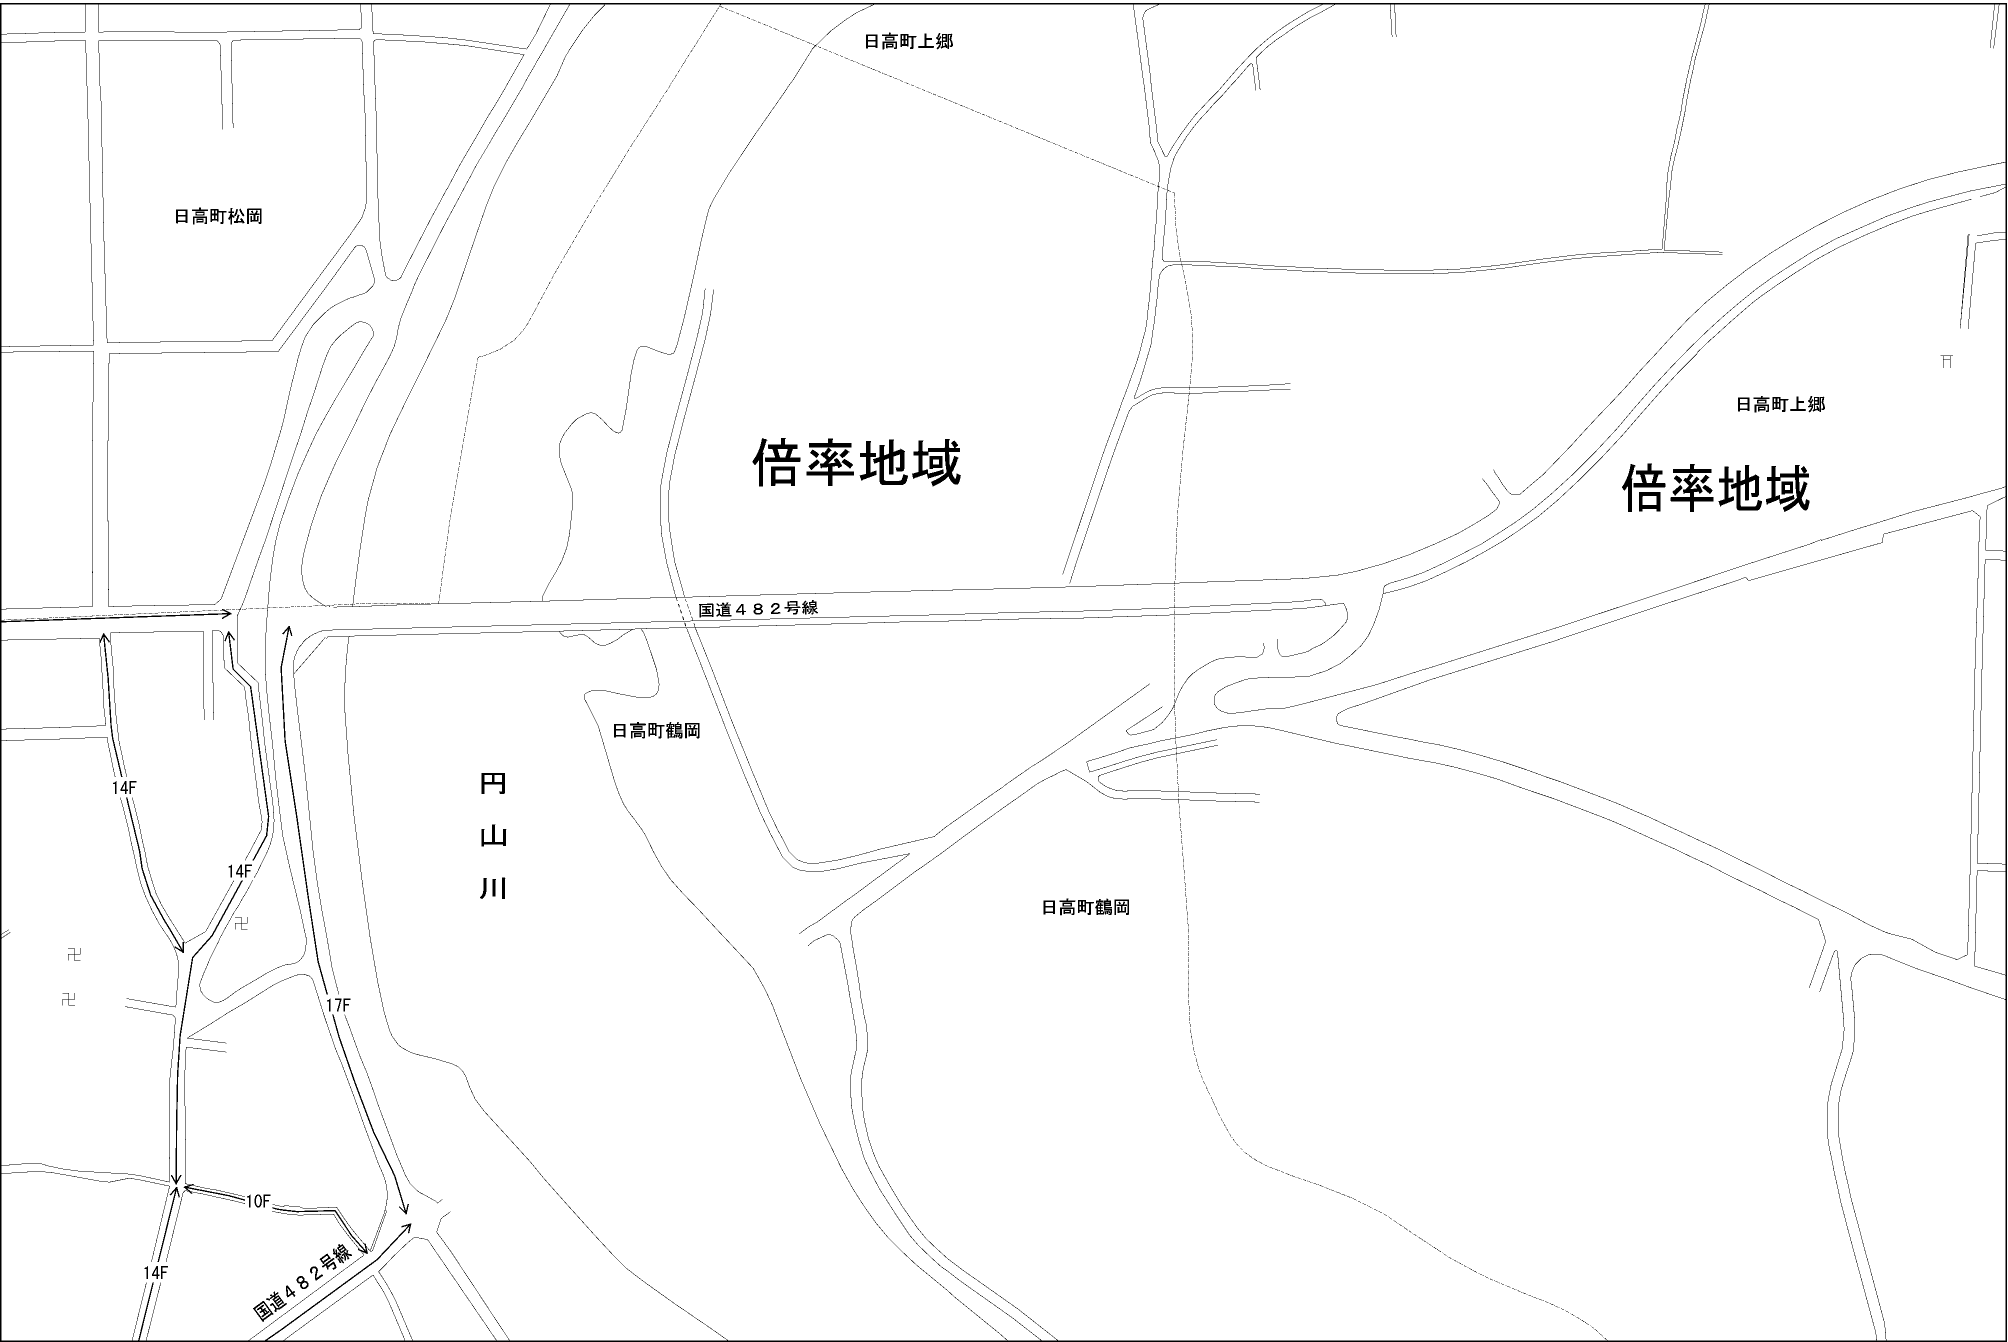 日高町上郷
日高町松岡
日高町上郷
倍率地域
倍率地域
国道４８２号線
日高町鶴岡
円山川
14F
14F
日高町鶴岡
17F
10F
14F
国道４８２号線